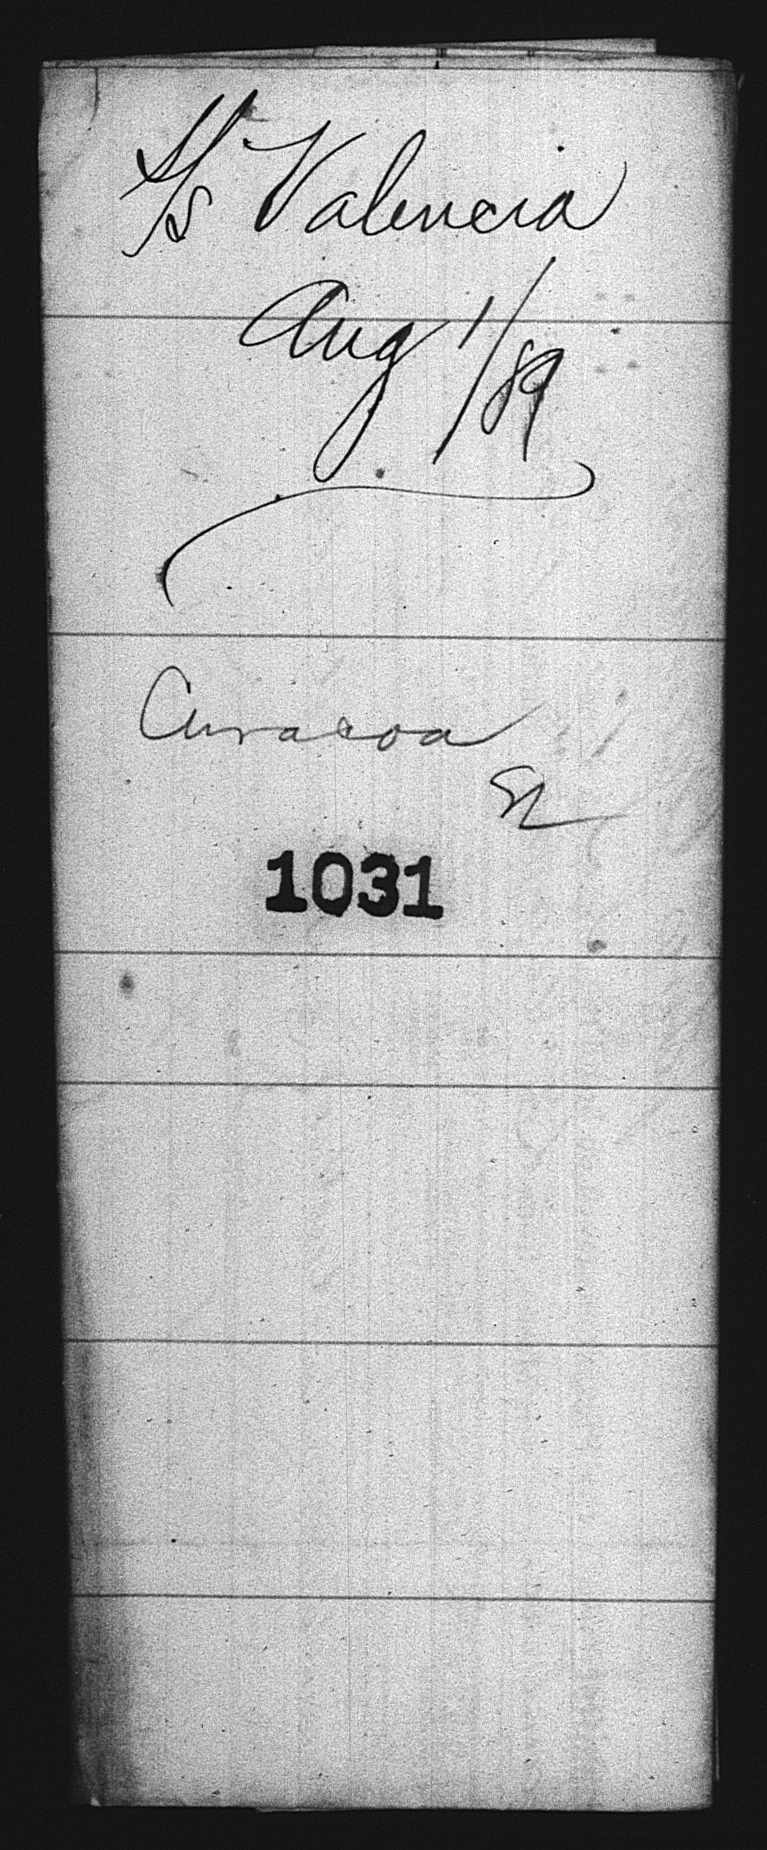 S/s Valencia
Aug 1/89
Curacoa
1031